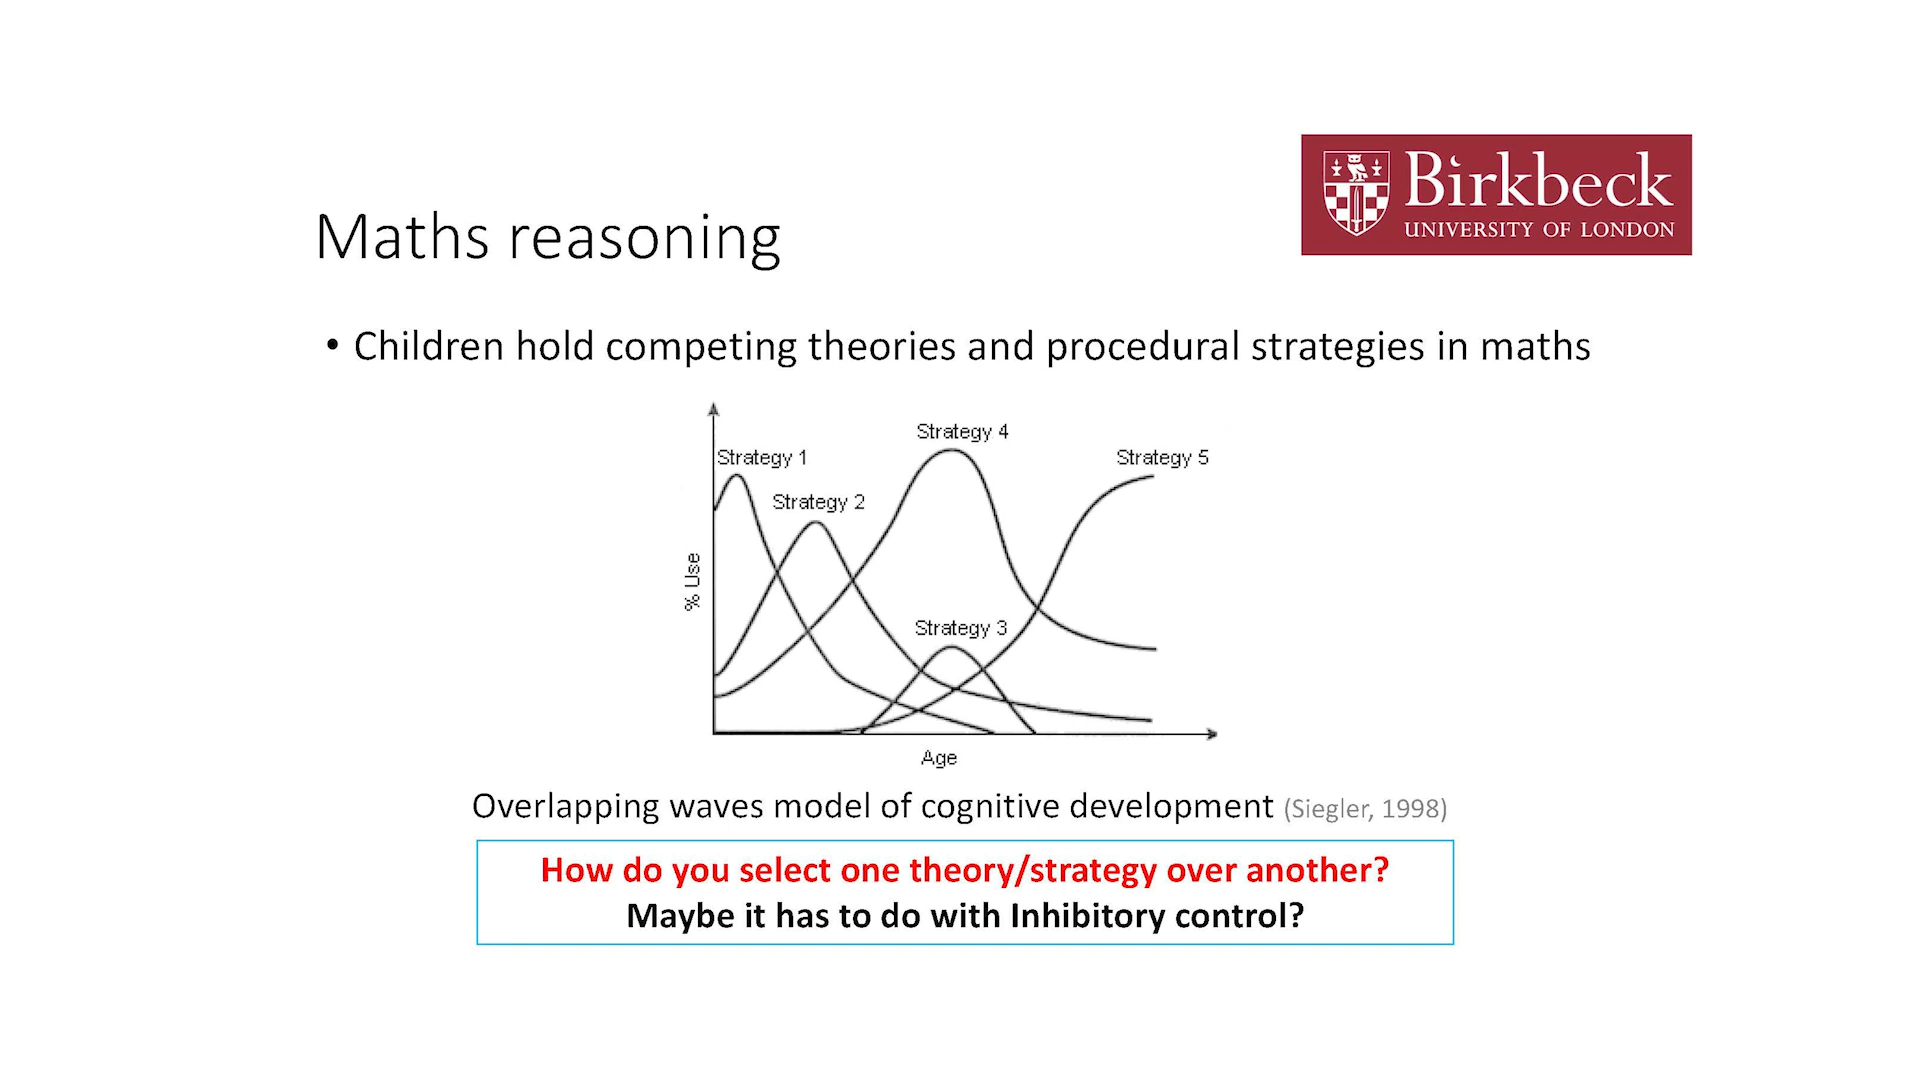 Birkbeck
UNIVERSITY OF LONDON
Maths reasoning
• Children hold competing theories and procedural strategies in maths
Strategy 4
Strategy 1
Strategy 5
Strategy 2
% Use
Strategy 3
Age
Overlapping waves model of cognitive development (Siegler, 1998)
How do you select one theory/strategy over another?
Maybe it has to do with Inhibitory control?